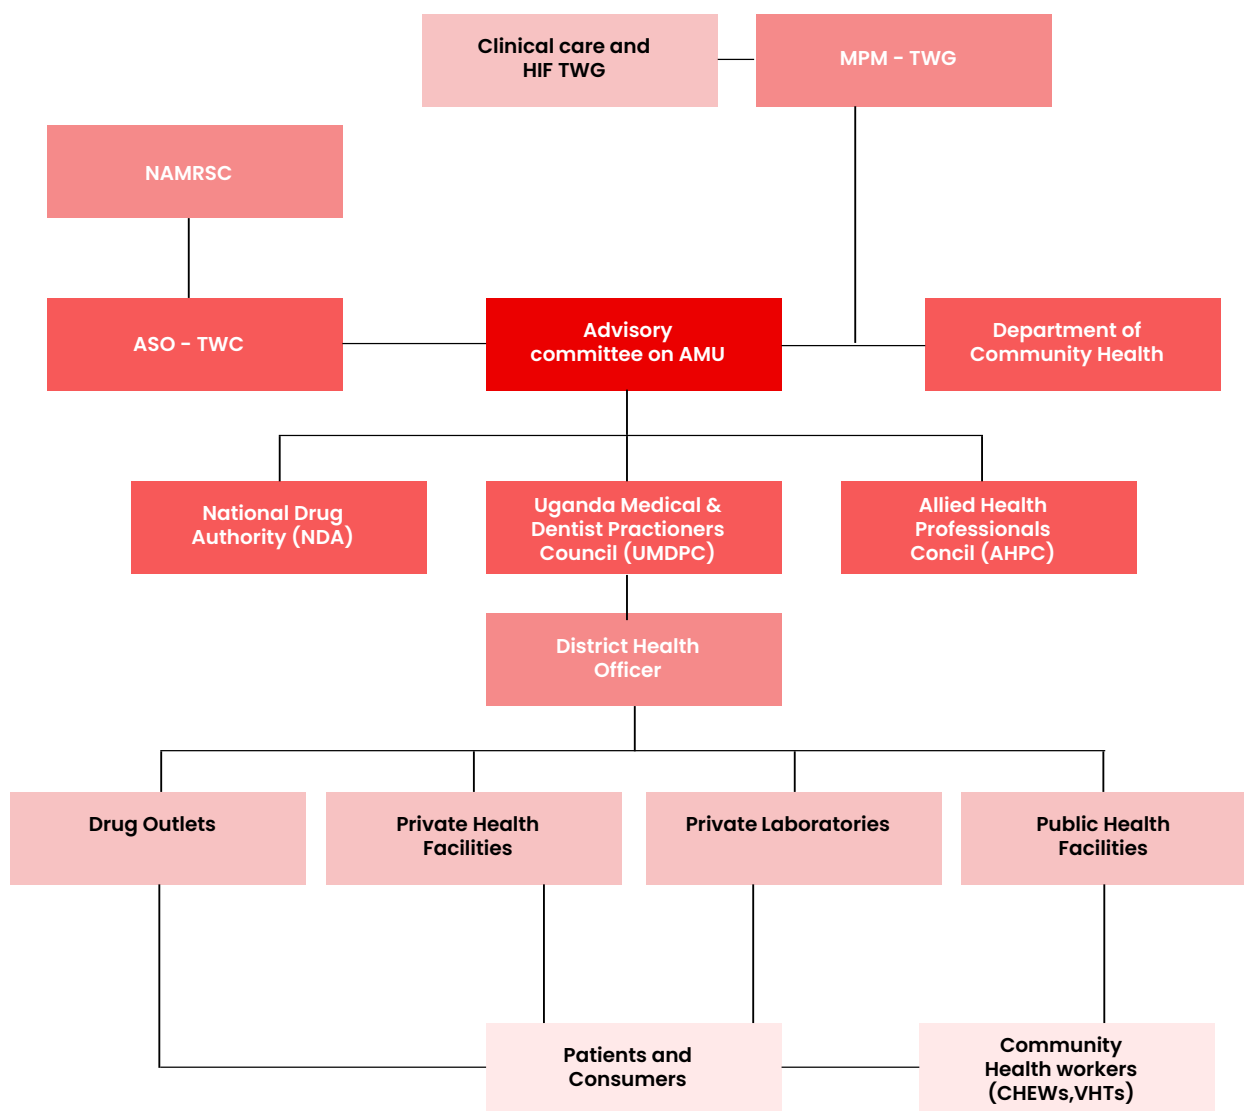 Clinical care and
HIF TWG
MPM - TWG
NAMRSC
ASO - TWC
Advisory
committee on AMU
Department of
Community Health
National Drug
Authority (NDA)
Uganda Medical &
Dentist Practioners
Council (UMDPC)
Allied Health
Professionals
Concil (AHPC)
District Health
Officer
Drug Outlets
Private Health
Facilities
Private Laboratories
Public Health
Facilities
Patients and
Consumers
Community
Health workers
(CHEWs,VHTs)